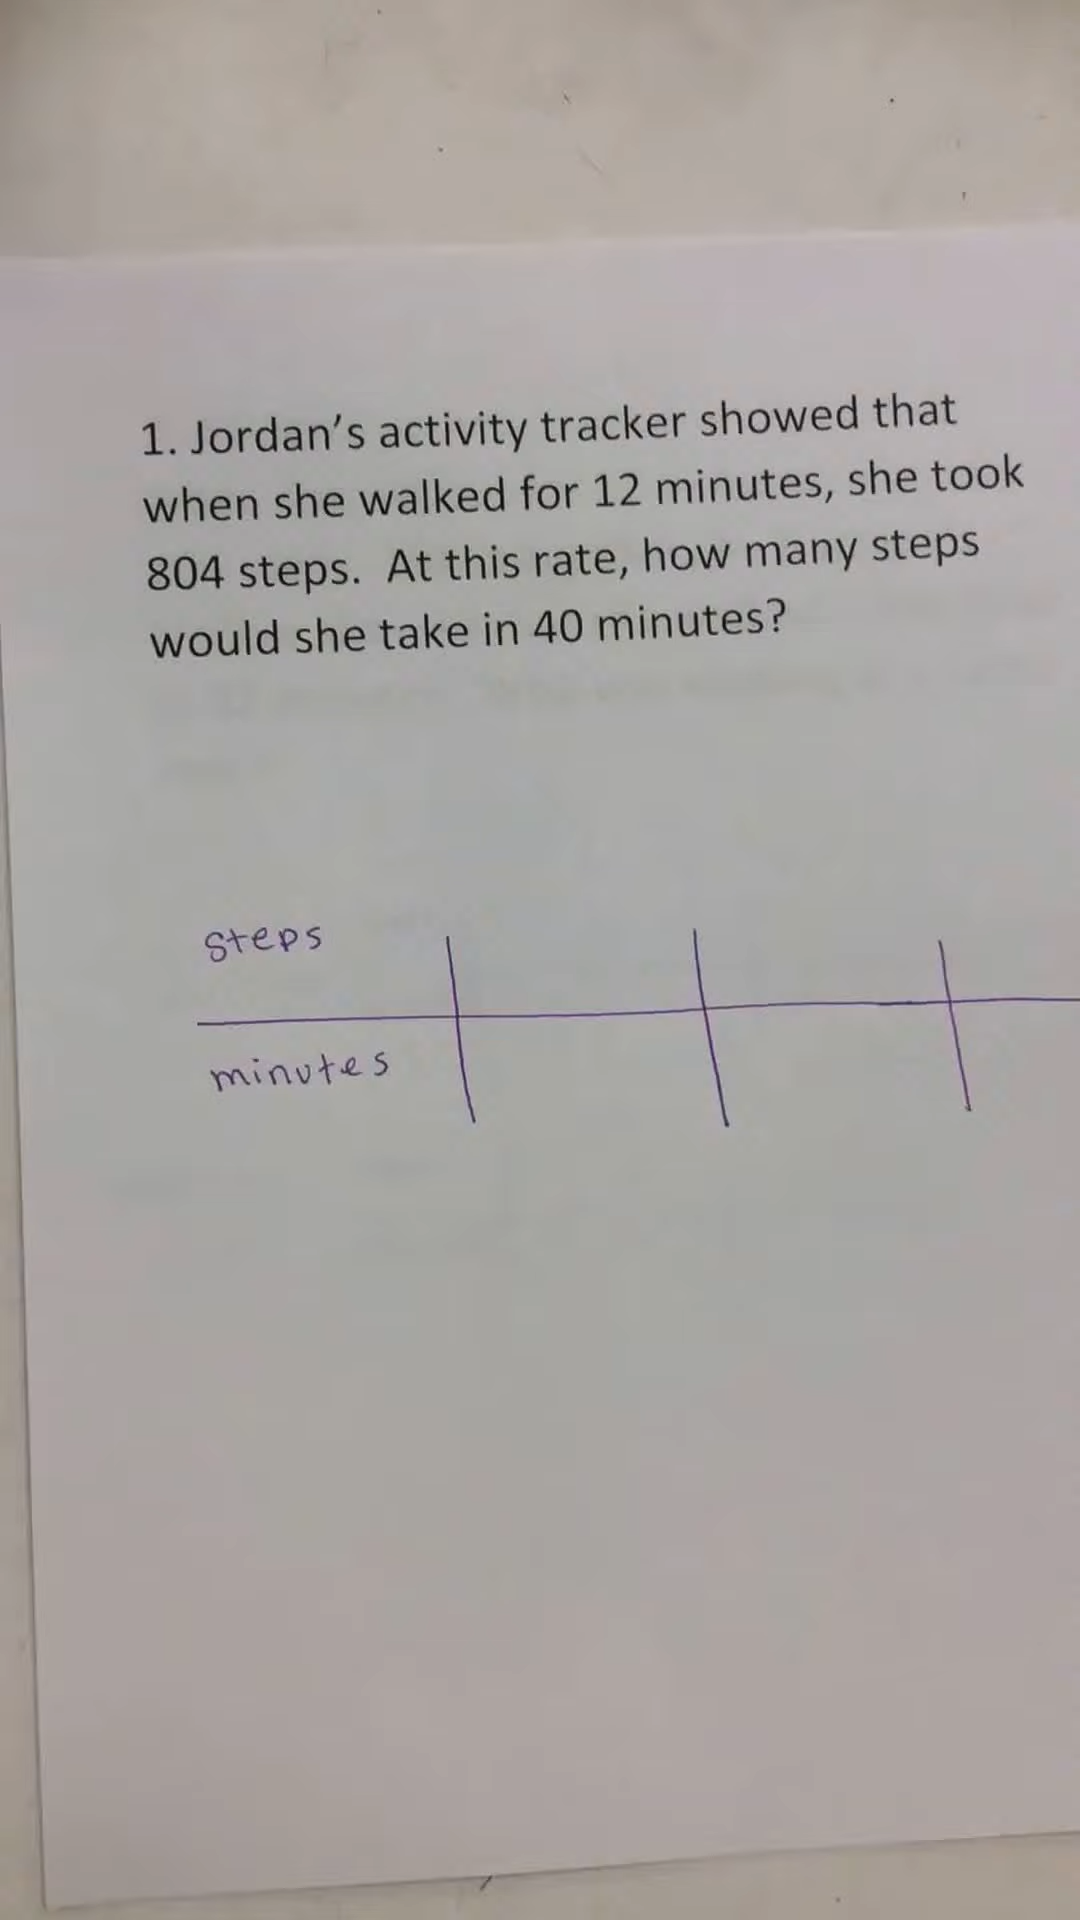 1. Jordan's activity tracker showed that
when she walked for 12 minutes, she took
804 steps.  At this rate, how many steps
would she take in 40 minutes?
steps
minutes